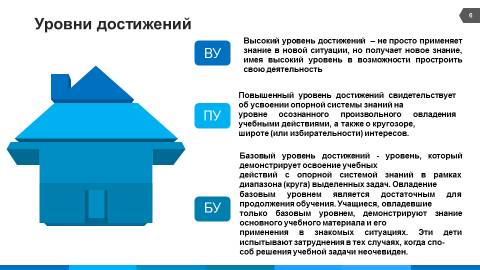 6
Уровни достижений
ВУ
Высокий уровень достижений – не просто применяет
знание в новой ситуации, но получает новое знание,
имея высокий уровень в возможности простроить
свою деятельность
ПУ
Повышенный уровень достижений свидетельствует
об усвоении опорной системы знаний на
уровне осознанного произвольного овладения
учебными действиями, а также о кругозоре,
широте (или избирательности) интересов.
БУ
Базовый уровень достижений - уровень, который
демонстрирует освоение учебных
действий с опорной системой знаний в рамках
диапазона (круга) выделенных задач. Овладение
базовым уровнем является достаточным для
продолжения обучения. Учащиеся, овладевшие
только базовым уровнем, демонстрируют знание
основного учебного материала и его
применения в знакомых ситуациях. Эти дети
испытывают затруднения в тех случаях, когда спо-
соб решения учебной задачи неочевиден.